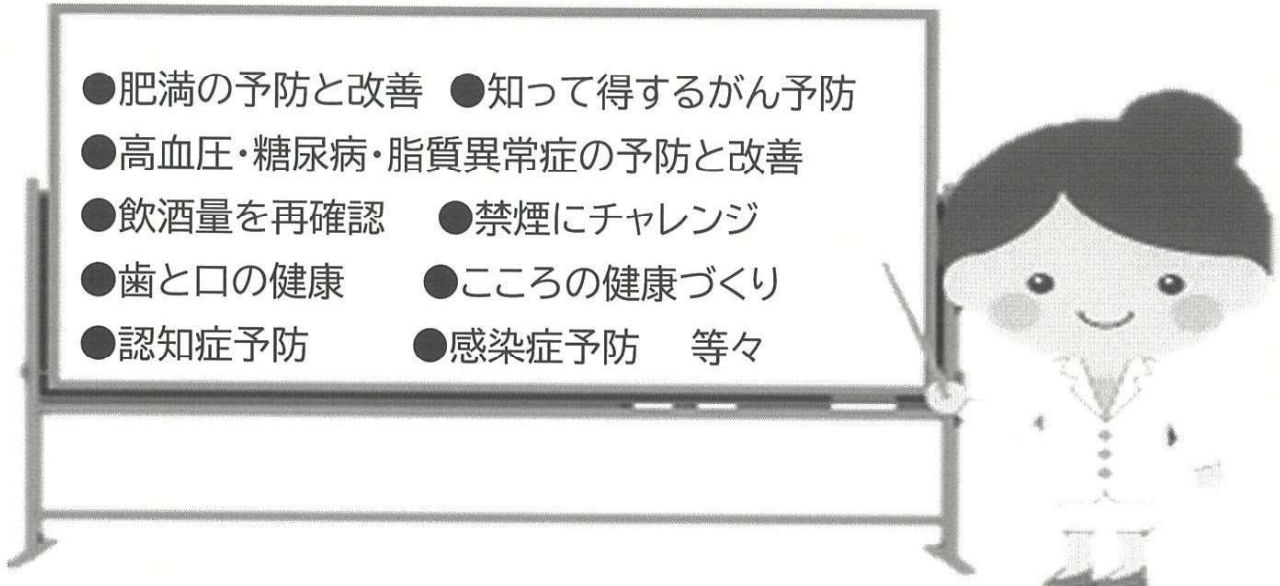 ●肥満の予防と改善 ●知って得するがん予防
●高血圧・糖尿病・脂質異常症の予防と改善
●飲酒量を再確認 ●禁煙にチャレンジ
●歯と口の健康 ●こころの健康づくり
●認知症予防 ●感染症予防 等々